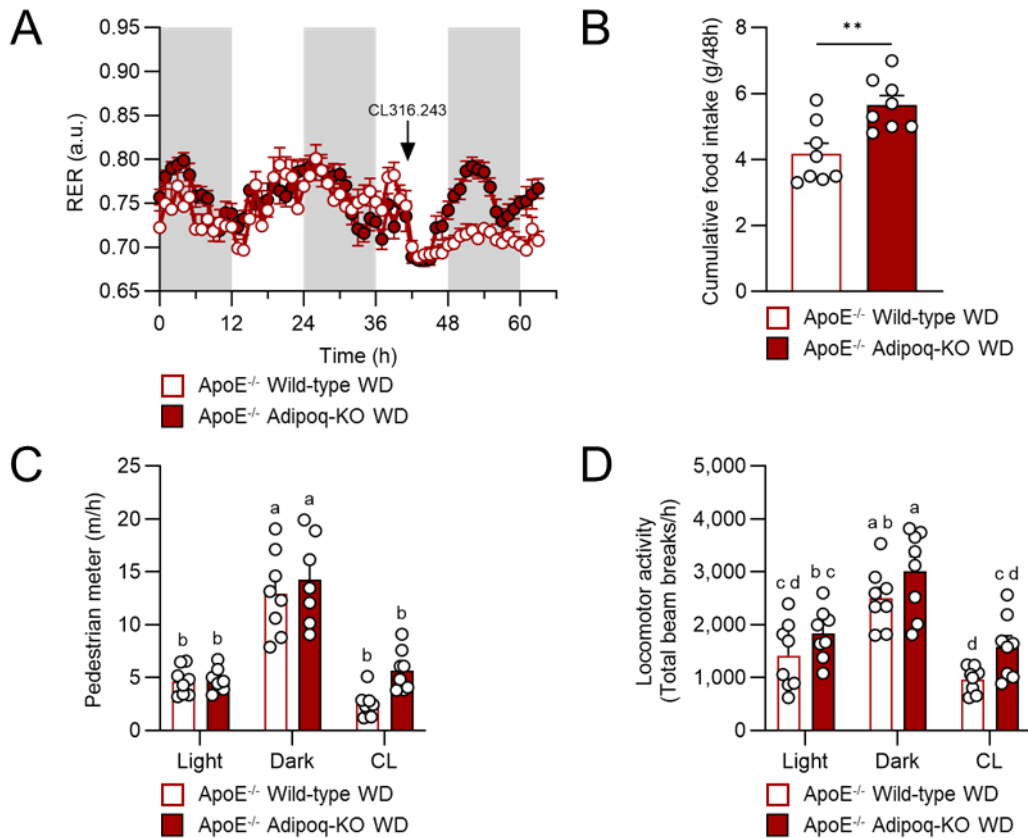 A
RER (a.u.)
0.95
0.90
0.85
0.80
0.75
0.70
0.65
CL316.243
0 12 24 36 48 60
Time (h)
ApoE-/- Wild-type WD
ApoE-/- Adipoq-KO WD
B
Cumulative food intake (g/48h)
8
6
4
2
0
**
ApoE-/- Wild-type WD
ApoE-/- Adipoq-KO WD
C
Pedestrian meter (m/h)
25
20
15
10
5
0
b b a a b b
Light Dark CL
ApoE-/- Wild-type WD
ApoE-/- Adipoq-KO WD
D
Locomotor activity
(Total beam breaks/h)
5,000
4,000
3,000
2,000
1,000
0
c d b c a b a d c d
Light Dark CL
ApoE-/- Wild-type WD
ApoE-/- Adipoq-KO WD